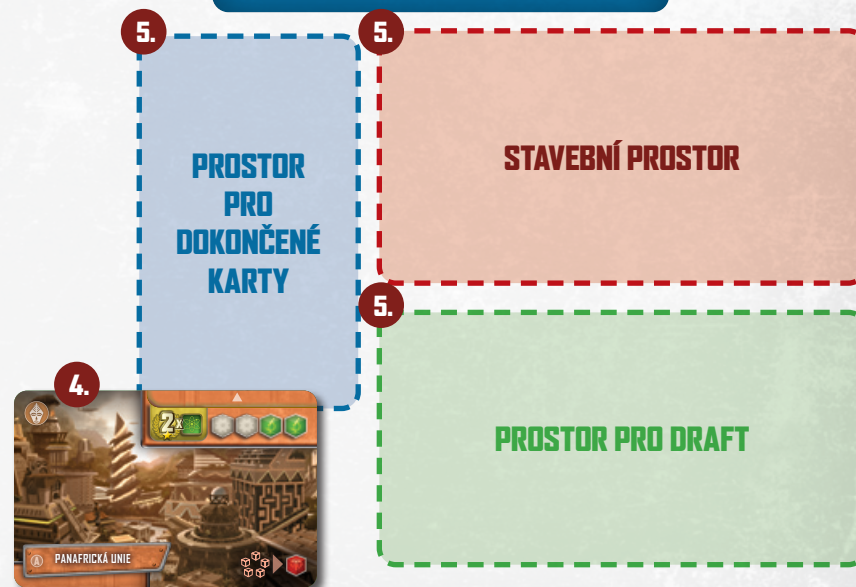 5.
PROSTOR
PRO
DOKONČENÉ
KARTY
5.
STAVEBNÍ PROSTOR
5.
PROSTOR PRO DRAFT
4.
2x
A PANAFRICKÁ UNIE